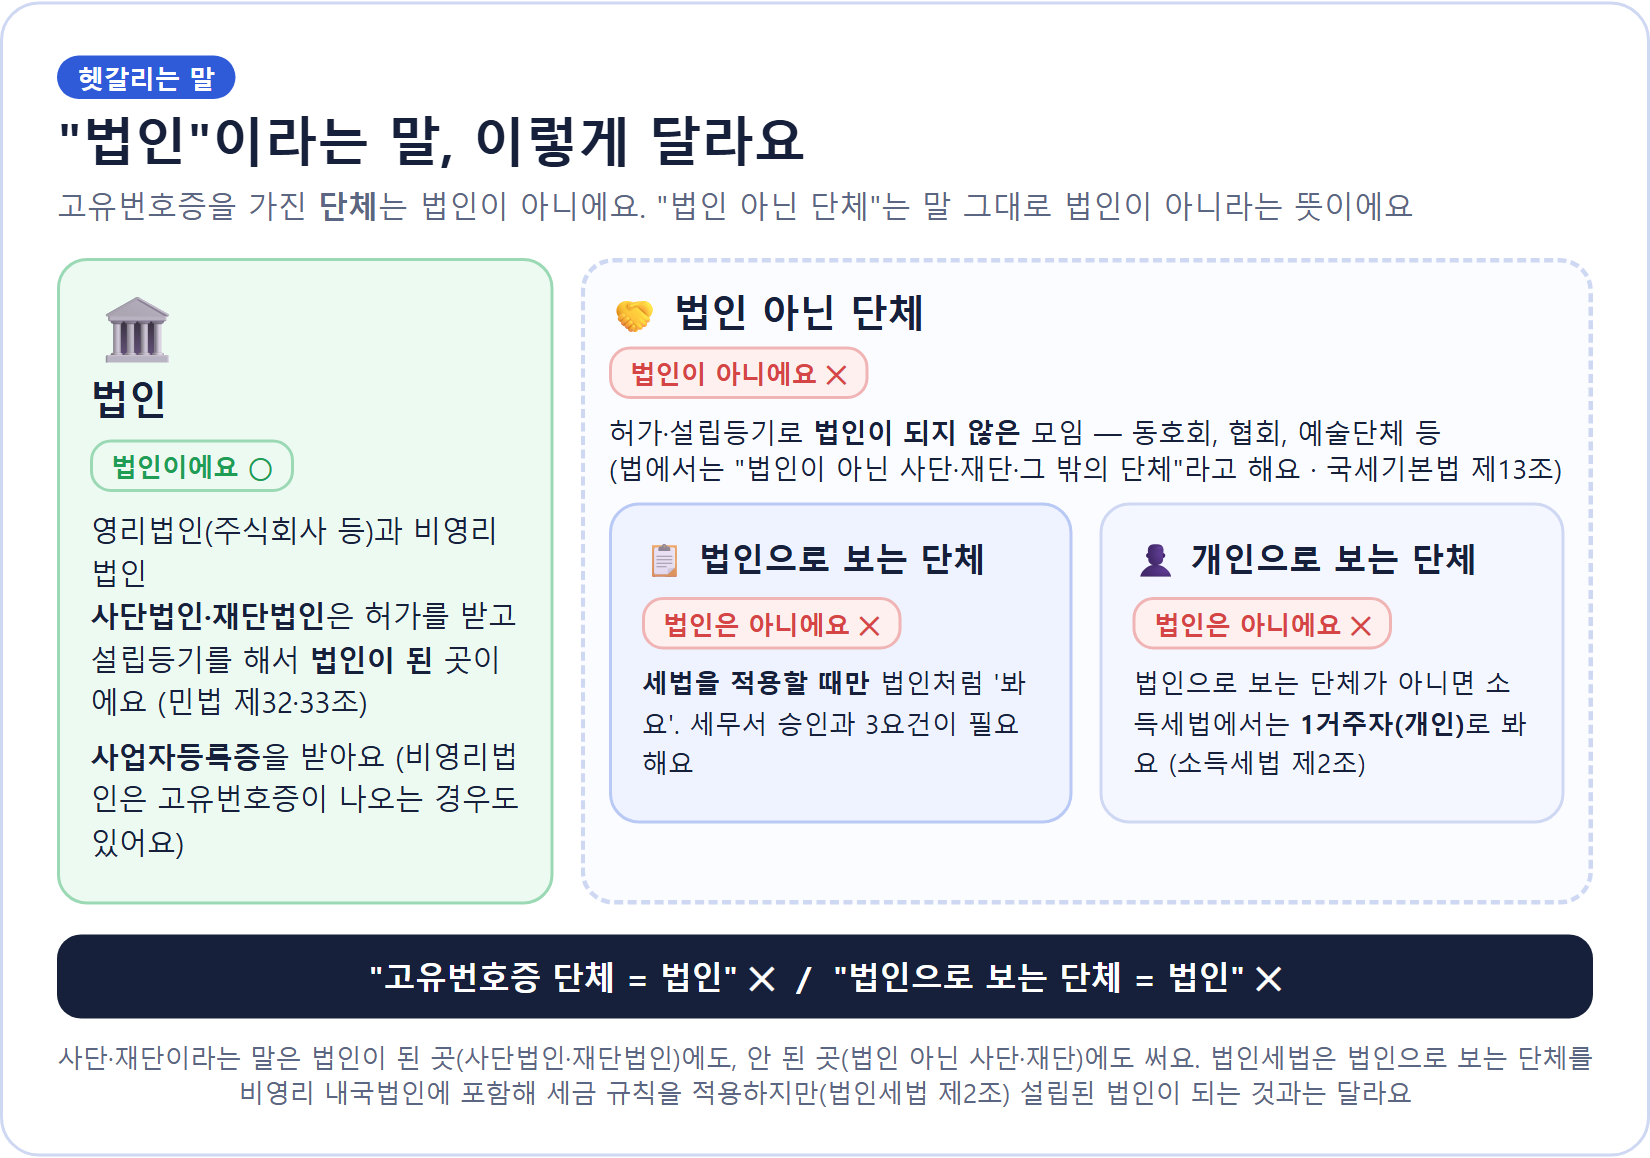 헷갈리는 말
"법인"이라는 말, 이렇게 달라요
고유번호증을 가진 단체는 법인이 아니에요. "법인 아닌 단체"는 말 그대로 법인이 아니라는 뜻이에요
법인
법인이에요 ○
영리법인(주식회사 등)과 비영리
법인
사단법인·재단법인은 허가를 받고
설립등기를 해서 법인이 된 곳이
에요 (민법 제32·33조)
사업자등록증을 받아요 (비영리법
인은 고유번호증이 나오는 경우도
있어요)
법인 아닌 단체
법인이 아니에요 ✕
허가·설립등기로 법인이 되지 않은 모임 — 동호회, 협회, 예술단체 등
(법에서는 "법인이 아닌 사단·재단·그 밖의 단체"라고 해요 · 국세기본법 제13조)
법인으로 보는 단체
법인은 아니에요 ✕
세법을 적용할 때만 법인처럼 '봐
요'. 세무서 승인과 3요건이 필요
해요
개인으로 보는 단체
법인은 아니에요 ✕
법인으로 보는 단체가 아니면 소
득세법에서는 1거주자(개인)로 봐
요 (소득세법 제2조)
"고유번호증 단체 = 법인" ✕ / "법인으로 보는 단체 = 법인" ✕
사단·재단이라는 말은 법인이 된 곳(사단법인·재단법인)에도, 안 된 곳(법인 아닌 사단·재단)에도 써요. 법인세법은 법인으로 보는 단체를
비영리 내국법인에 포함해 세금 규칙을 적용하지만(법인세법 제2조) 설립된 법인이 되는 것과는 달라요